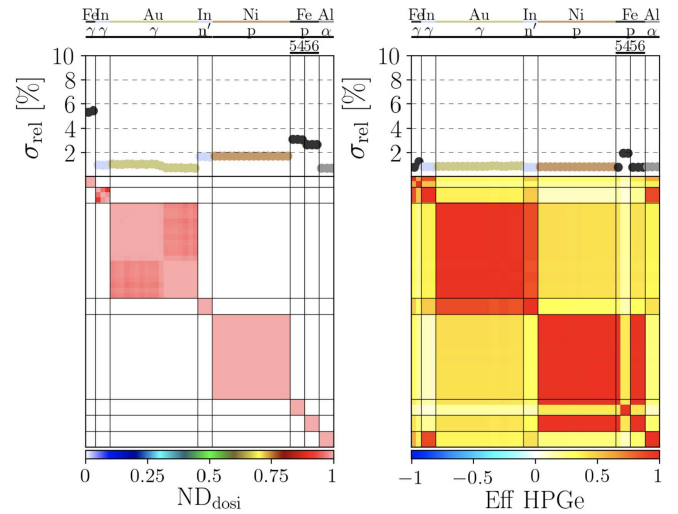 Fe In Au In Ni Fe Al
γ γ γ n′ p p α
54 56
σrel [%]
10
8
6
4
2
0 0.25 0.5 0.75 1
NDdosi
Fe In Au In Ni Fe Al
γ γ γ n′ p p α
54 56
σrel [%]
10
8
6
4
2
−1 −0.5 0 0.5 1
Eff HPGe